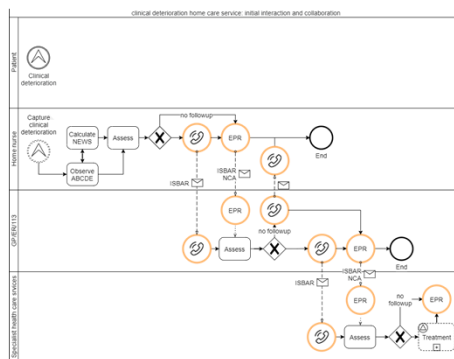 clinical deterioration home care service: initial interaction and collaboration
Patient
Clinical
deterioration
Home nurse
Capture
clinical
deterioration
Calculate
NEWS
Observe
ABCDE
Assess
no followup
EPR
End
ISBAR
ISBAR
NCA
GP/ER/113
EPR
Assess
no followup
EPR
End
ISBAR
ISBAR
NCA
Specialist health care srvices
EPR
Assess
no
followup
EPR
Treatment